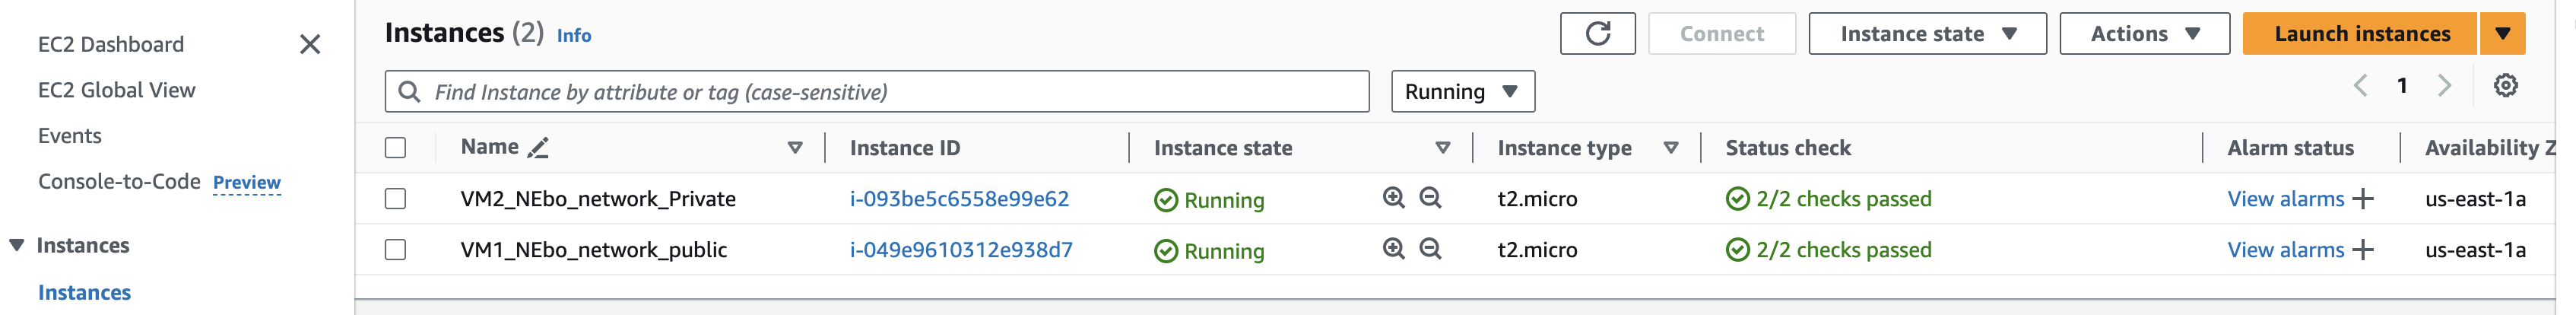 EC2 Dashboard
EC2 Global View
Events
Console-to-Code Preview
Instances
Instances
Instances (2) Info
Connect
Instance state
Actions
Launch instances
Find Instance by attribute or tag (case-sensitive)
Running
1
Name Instance ID Instance state Instance type Status check Alarm status Availability Z
VM2_NEbo_network_Private i-093be5c6558e99e62 Running t2.micro 2/2 checks passed View alarms us-east-1a
VM1_NEbo_network_public i-049e9610312e938d7 Running t2.micro 2/2 checks passed View alarms us-east-1a